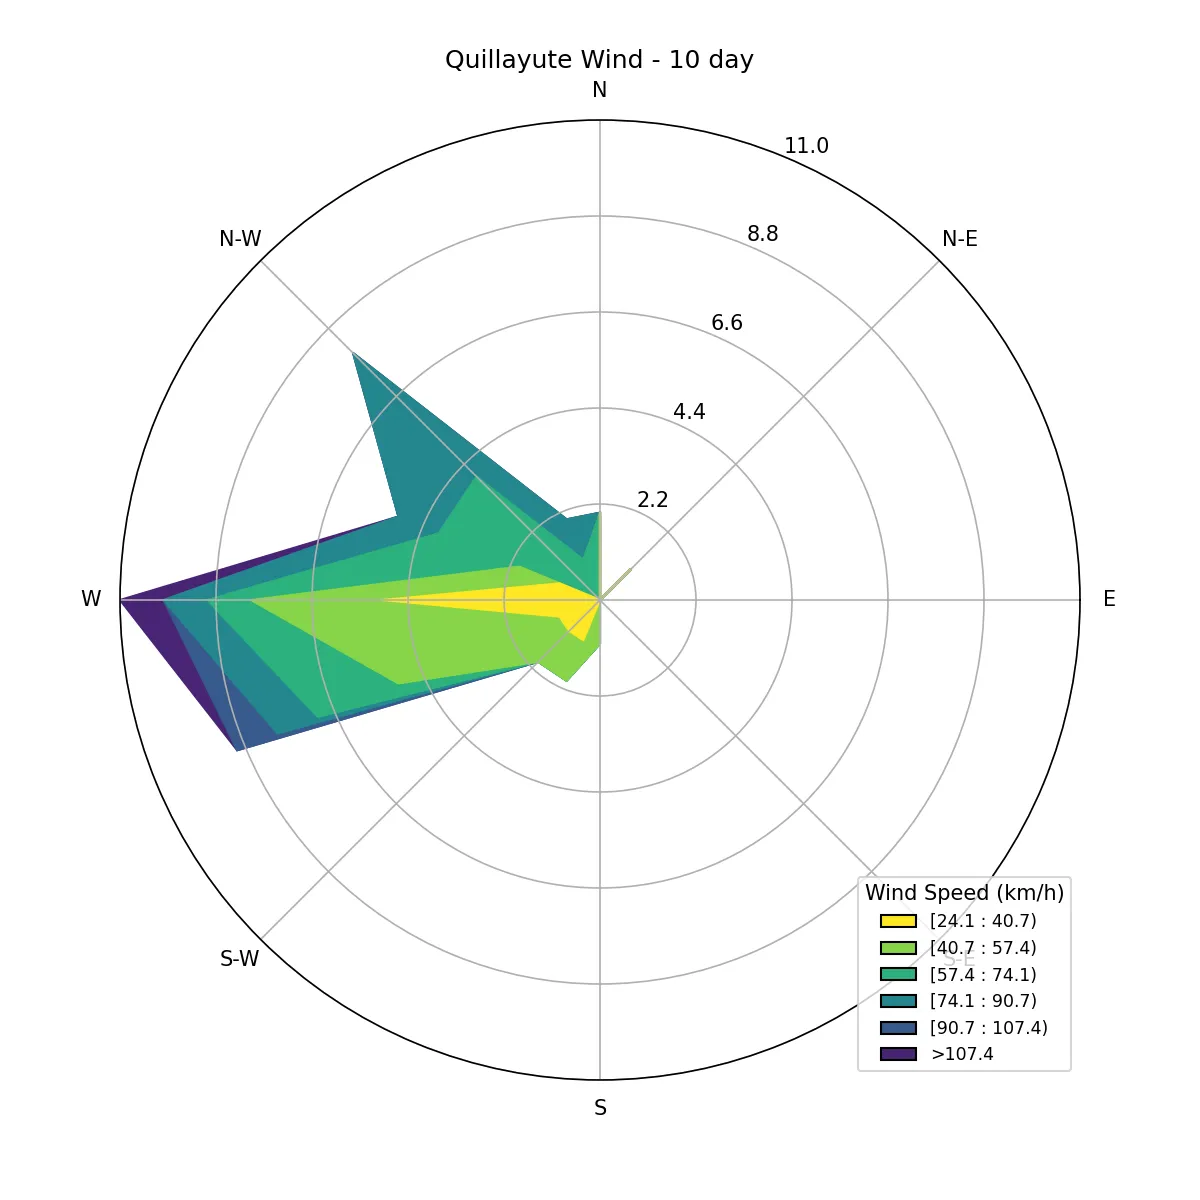 Quillayute Wind - 10 day
N
11.0
N-W
8.8
N-E
6.6
4.4
2.2
W
E
Wind Speed (km/h)
[24.1 : 40.7)
[40.7 : 57.4)
S-W
S-E
[57.4 : 74.1)
[74.1 : 90.7)
[90.7 : 107.4)
>107.4
S